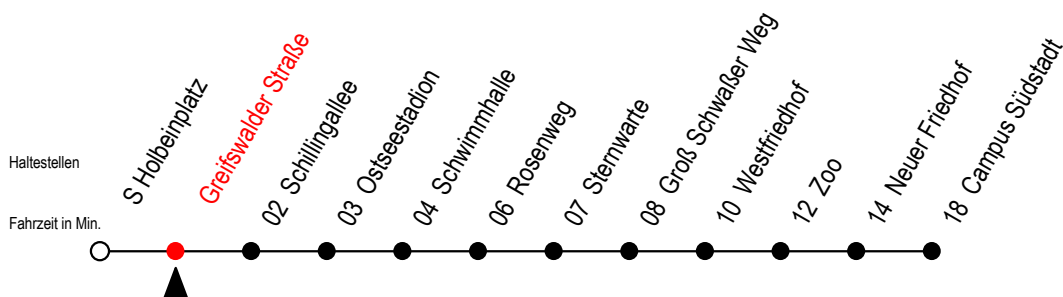 Haltestellen
Fahrzeit in Min.
S Holbeinplatz
Greifswalder Straße
02 Schillingallee
03 Ostseestadion
04 Schwimmhalle
06 Rosenweg
07 Sternwarte
08 Groß Schwaßer Weg
10 Westfriedhof
12 Zoo
14 Neuer Friedhof
18 Campus Südstadt